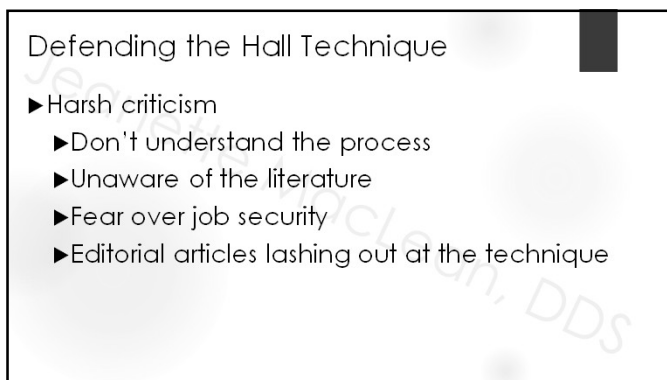 Defending the Hall Technique
▶Harsh criticism
▶Don't understand the process
▶Unaware of the literature
▶Fear over job security
▶Editorial articles lashing out at the technique
Jeanette MacLean, DDS